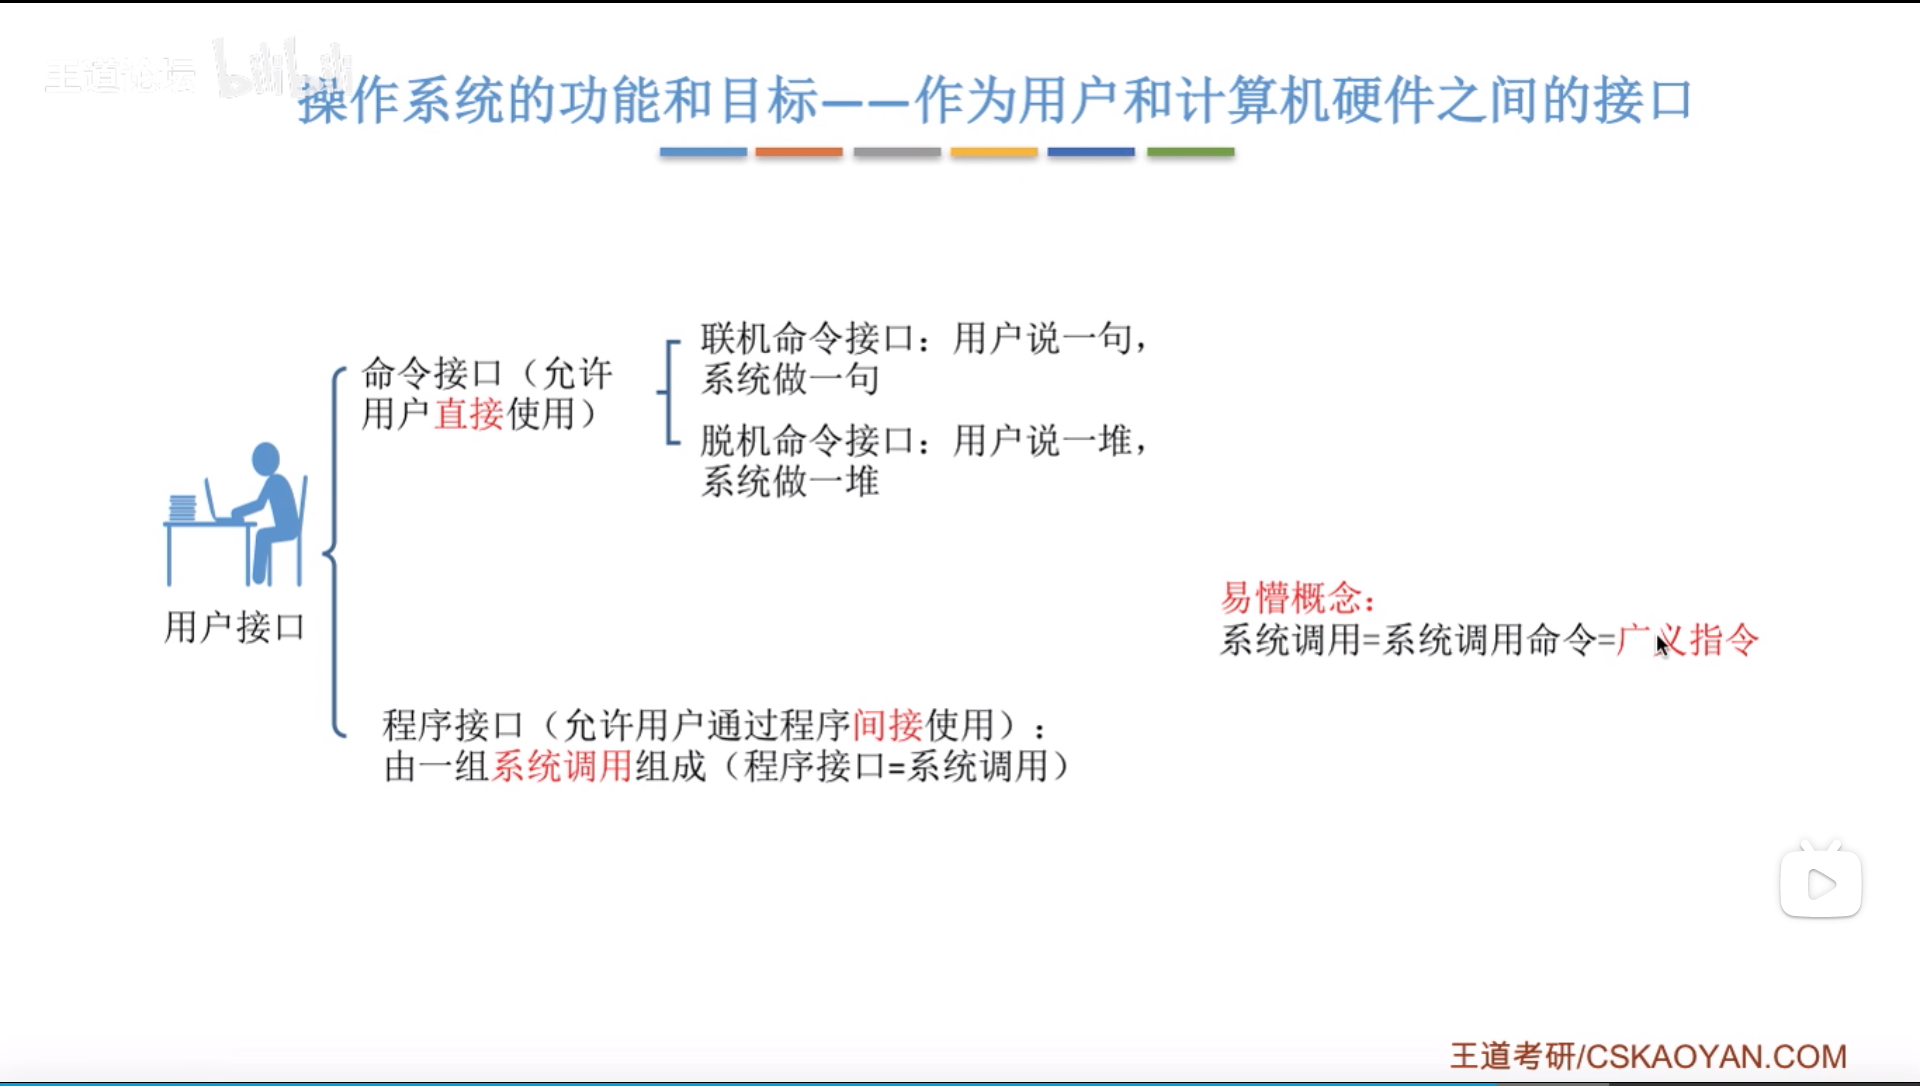 王道论坛 bilibili
操作系统的功能和目标——作为用户和计算机硬件之间的接口
联机命令接口：用户说一句，
系统做一句
命令接口（允许
用户直接使用）
脱机命令接口：用户说一堆，
系统做一堆
用户接口
易懵概念：
系统调用=系统调用命令=广义指令
程序接口（允许用户通过程序间接使用）：
由一组系统调用组成（程序接口=系统调用）
王道考研/CSKAOYAN.COM